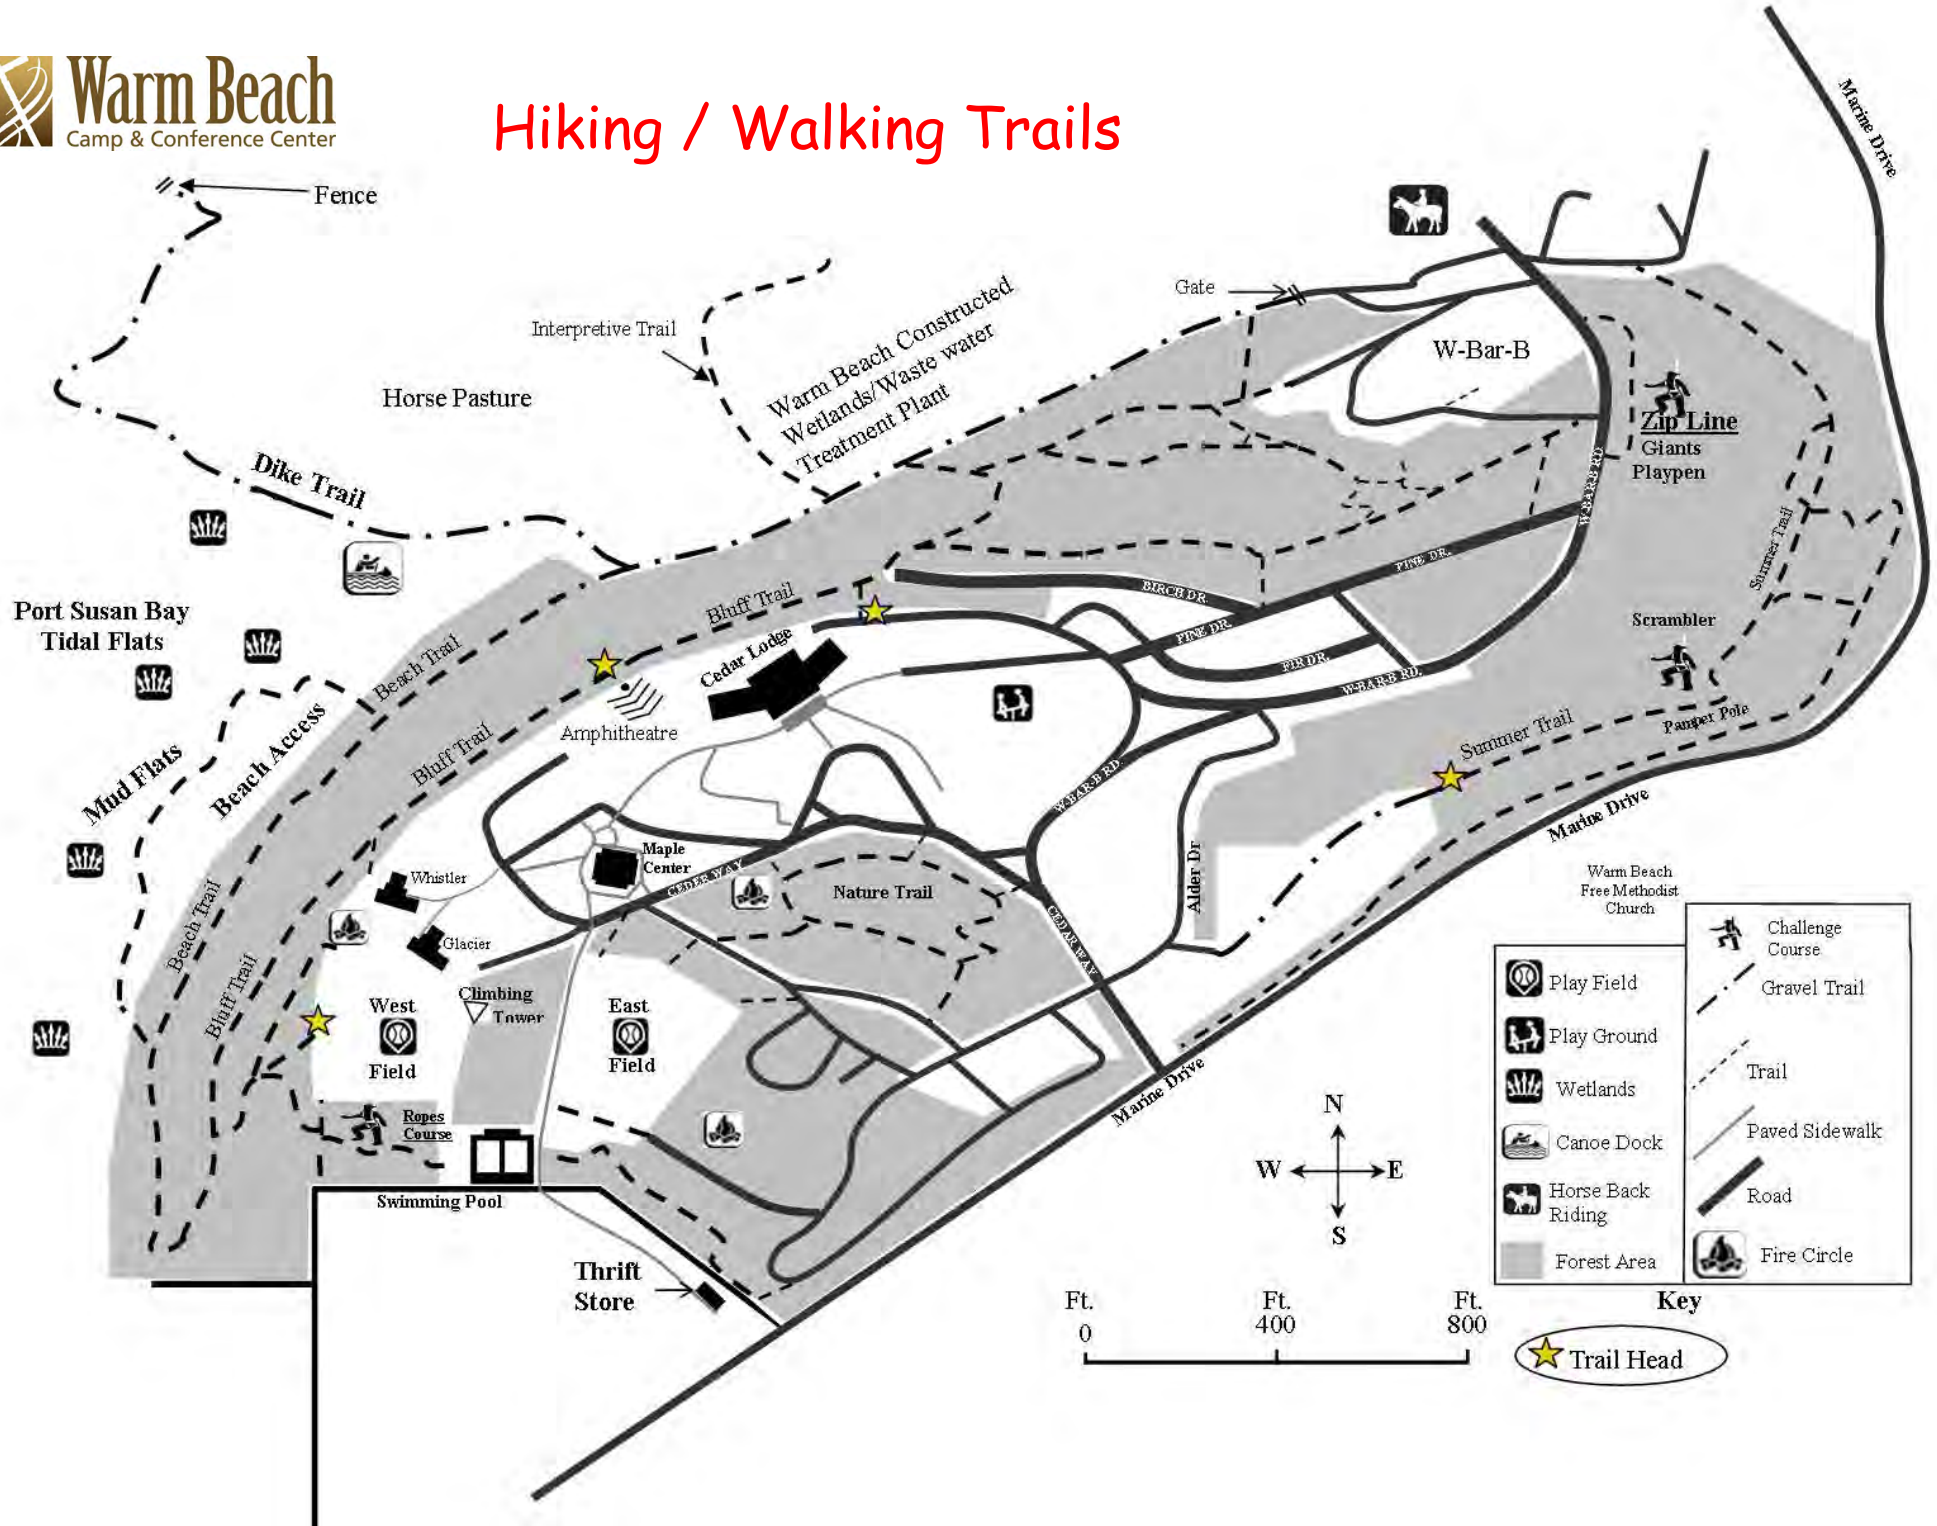 Warm Beach
Camp & Conference Center
Hiking / Walking Trails
Marine Drive
Fence
Gate
Interpretive Trail
Warm Beach Constructed
Wetlands/Waste water
Treatment Plant
W-Bar-B
Horse Pasture
Zip Line
Giants
Playpen
Dike Trail
W-BAR-B RD.
Summer Trail
PINE DR.
BIRCH DR.
Bluff Trail
Port Susan Bay
Tidal Flats
Scrambler
PINE DR.
Cedar Lodge
FIR DR.
Beach Trail
W-BAR-B RD.
Pamper Pole
Summer Trail
Amphitheatre
Bluff Trail
Beach Access
Mud Flats
W-BAR-B RD.
Marine Drive
Maple
Center
CEDER WAY
Whistler
Nature Trail
Alder Dr
Warm Beach
Free Methodist
Church
Beach Trail
Glacier
CEDAR WAY
Bluff Trail
Climbing
Tower
West
Field
East
Field
Marine Drive
Ropes
Course
Swimming Pool
Thrift
Store
N
W
E
S
Challenge
Course
Play Field
Gravel Trail
Play Ground
Wetlands
Trail
Canoe Dock
Paved Sidewalk
Horse Back
Riding
Road
Forest Area
Fire Circle
Key
Ft.
0
Ft.
400
Ft.
800
Trail Head